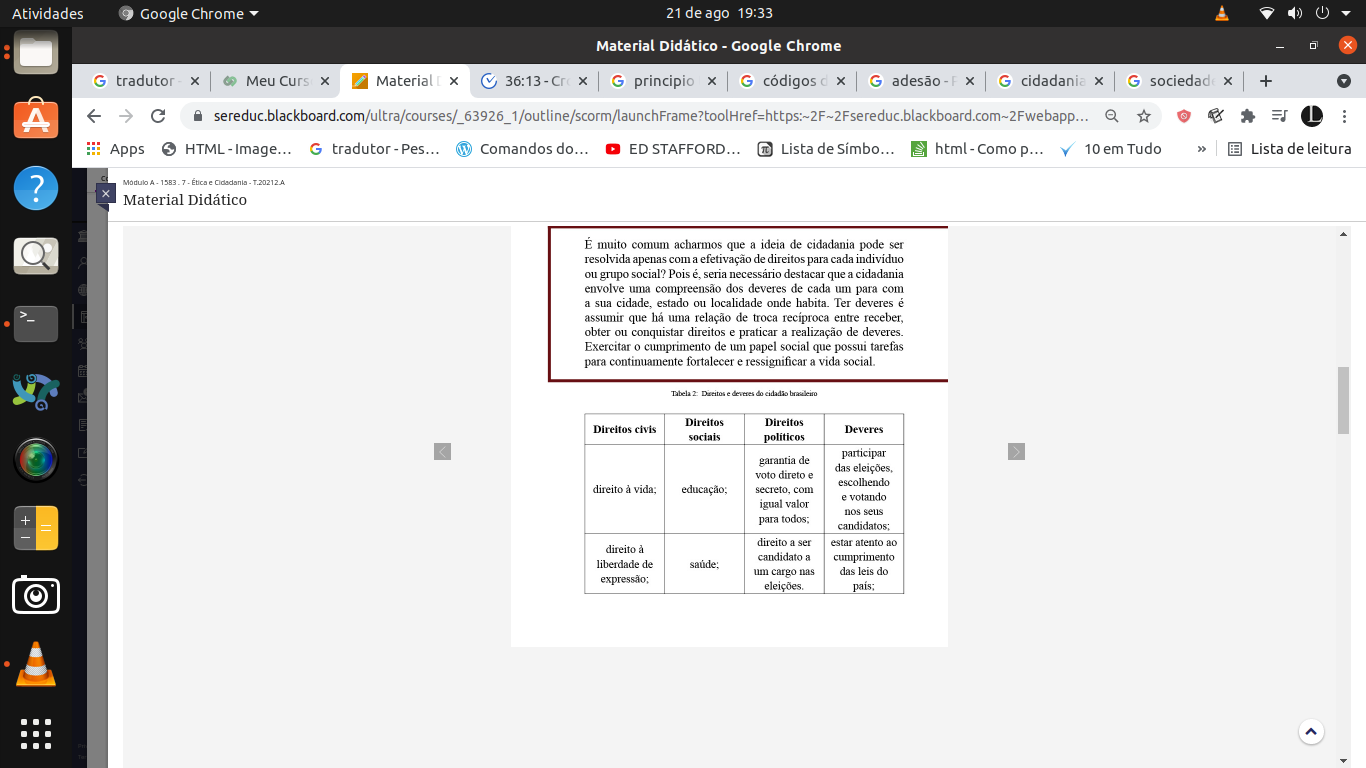 Atividades
Google Chrome
21 de ago 19:33
Material Didático - Google Chrome
tradutor -
Meu Curs
Material D
36:13 - Cro
principio
códigos d
adesão - P
cidadania
sociedade
sereduc.blackboard.com/ultra/courses/_63926_1/outline/scorm/launchFrame?toolHref=https:~2F~2Fsereduc.blackboard.com~2Fwebapp…
Apps
HTML - Image…
tradutor - Pes…
Comandos do…
ED STAFFORD…
Lista de Símbo…
html - Como p…
10 em Tudo
»
Lista de leitura
Módulo A - 1583 . 7 - Ética e Cidadania - T.20212.A
Material Didático
É muito comum acharmos que a ideia de cidadania pode ser
resolvida apenas com a efetivação de direitos para cada indivíduo
ou grupo social? Pois é, seria necessário destacar que a cidadania
envolve uma compreensão dos deveres de cada um para com
a sua cidade, estado ou localidade onde habita. Ter deveres é
assumir que há uma relação de troca recíproca entre receber,
obter ou conquistar direitos e praticar a realização de deveres.
Exercitar o cumprimento de um papel social que possui tarefas
para continuamente fortalecer e ressignificar a vida social.
Tabela 2: Direitos e deveres do cidadão brasileiro
Direitos civis
Direitos
sociais
Direitos
políticos
Deveres
direito à vida;
educação;
garantia de
voto direto e
secreto, com
igual valor
para todos;
participar
das eleições,
escolhendo
e votando
nos seus
candidatos;
direito à
liberdade de
expressão;
saúde;
direito a ser
candidato a
um cargo nas
eleições.
estar atento ao
cumprimento
das leis do
país;